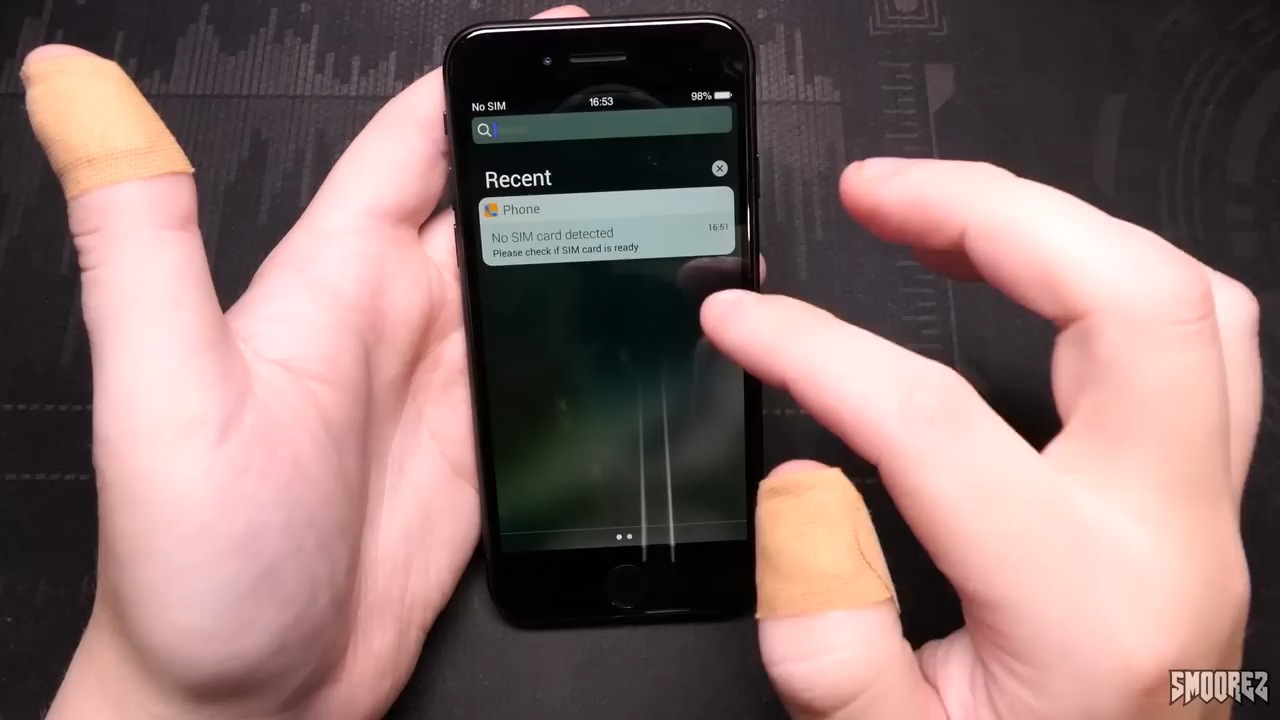 No SIM 16:53 98%
Recent
Phone
No SIM card detected 16:51
Please check if SIM card is ready
SMOOREZ